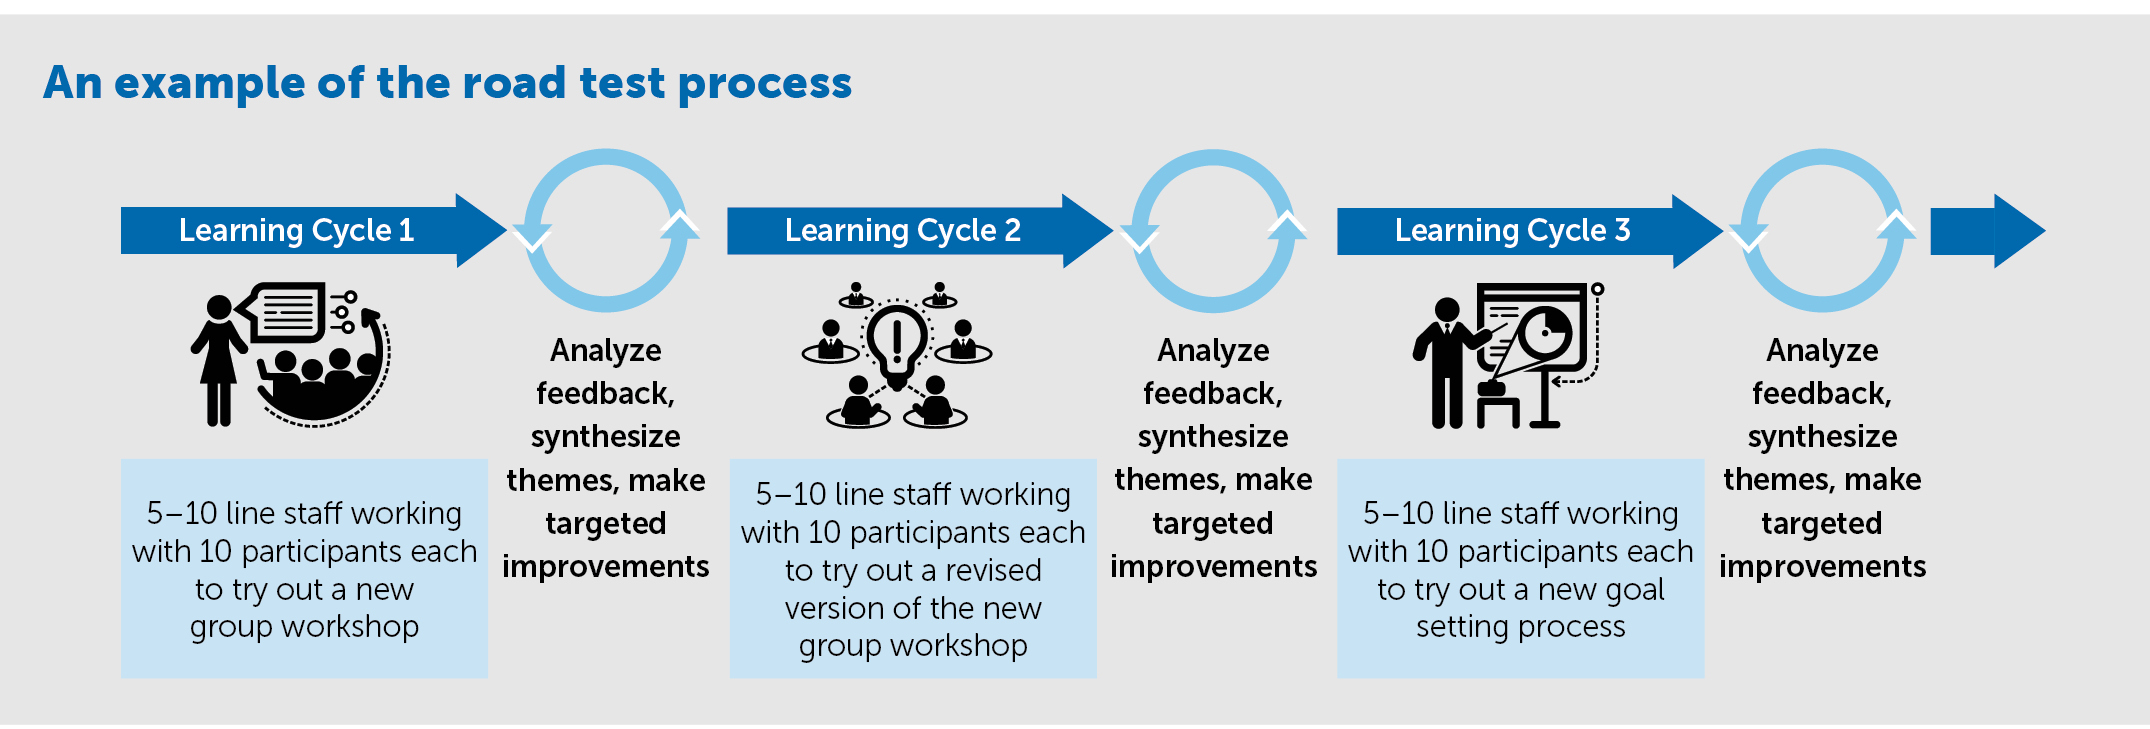 An example of the road test process
Learning Cycle 1
5–10 line staff working
with 10 participants each
to try out a new
group workshop
Analyze
feedback,
synthesize
themes, make
targeted
improvements
Learning Cycle 2
5–10 line staff working
with 10 participants each
to try out a revised
version of the new
group workshop
Analyze
feedback,
synthesize
themes, make
targeted
improvements
Learning Cycle 3
5–10 line staff working
with 10 participants each
to try out a new goal
setting process
Analyze
feedback,
synthesize
themes, make
targeted
improvements